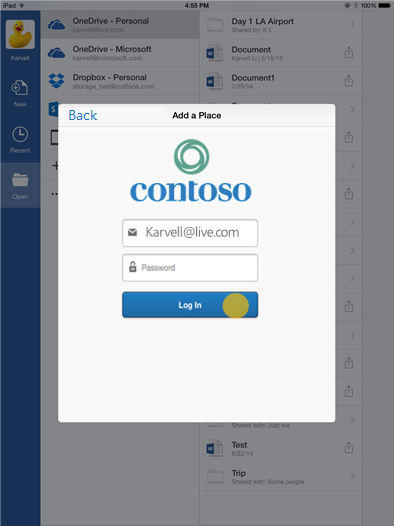 iPad
4:55 PM
100%
Karvell
New
Recent
Open
OneDrive - Personal
karvell@live.com
OneDrive - Microsoft
karvell@microsoft.com
Dropbox - Personal
storage_test@outlook.com
Day 1 LA Airport
Shared by: K L
Document
Karvell Li | 5/15/15
Document1
7/25/14
Back
Add a Place
contoso
Karvell@live.com
Password
Log In
Shared with: Just me
Test
6/22/14
Trip
Shared with: Some people